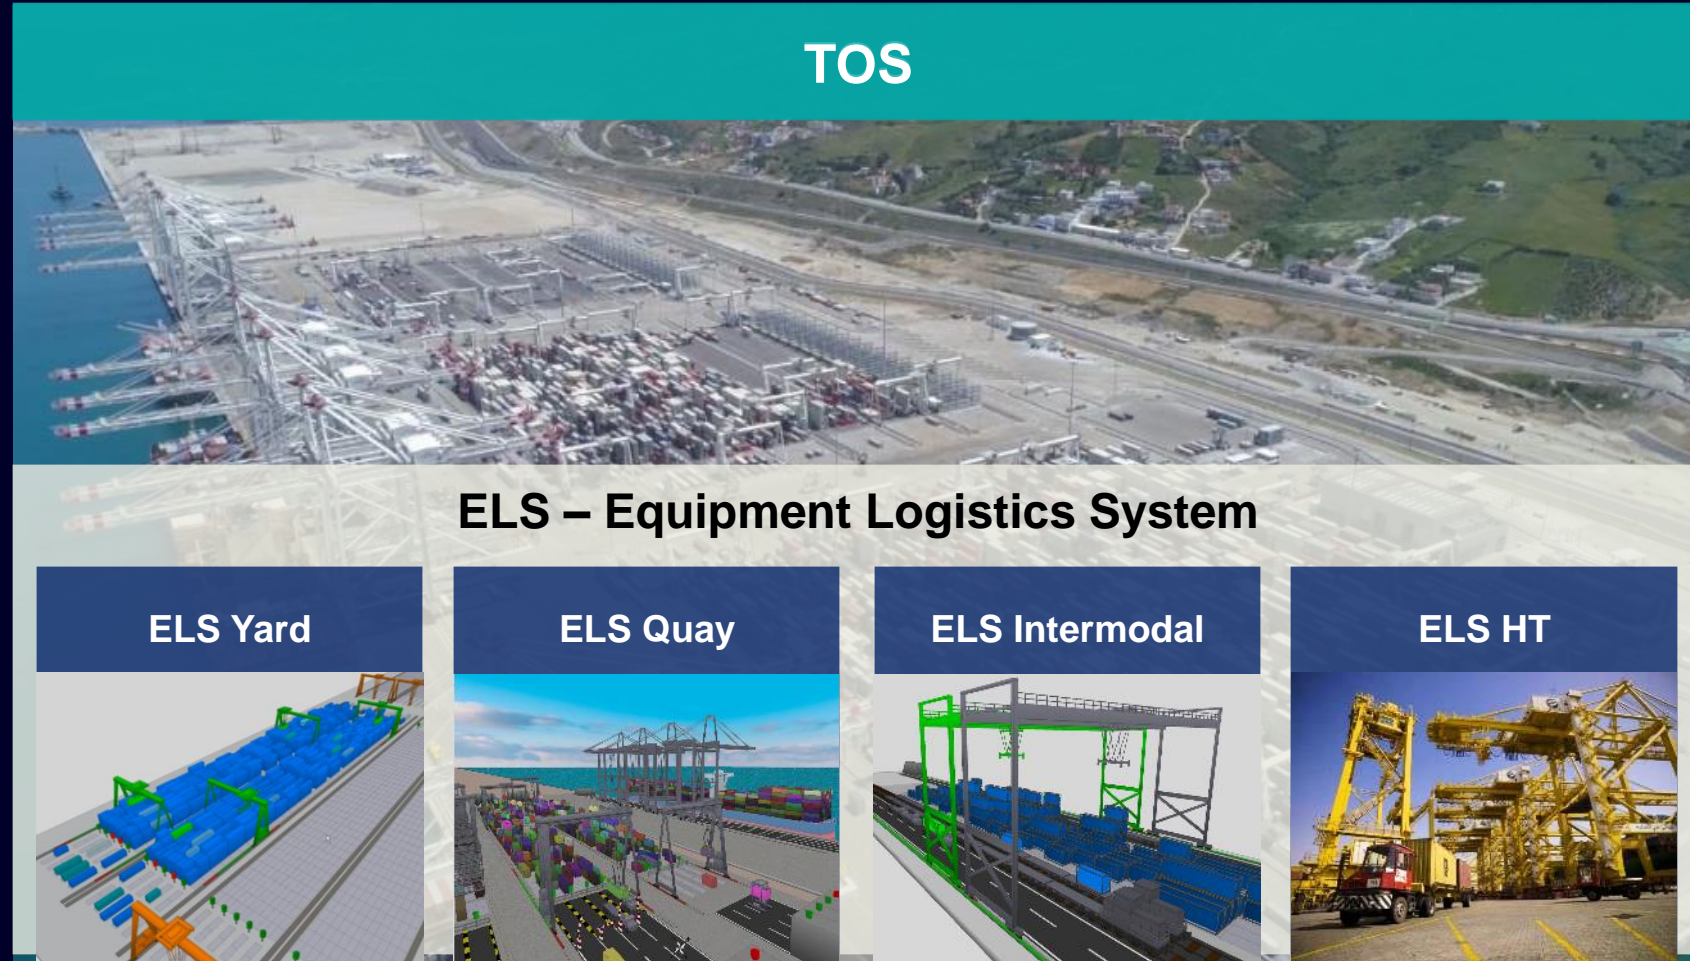 TOS
ELS – Equipment Logistics System
ELS Yard
ELS Quay
ELS Intermodal
ELS HT